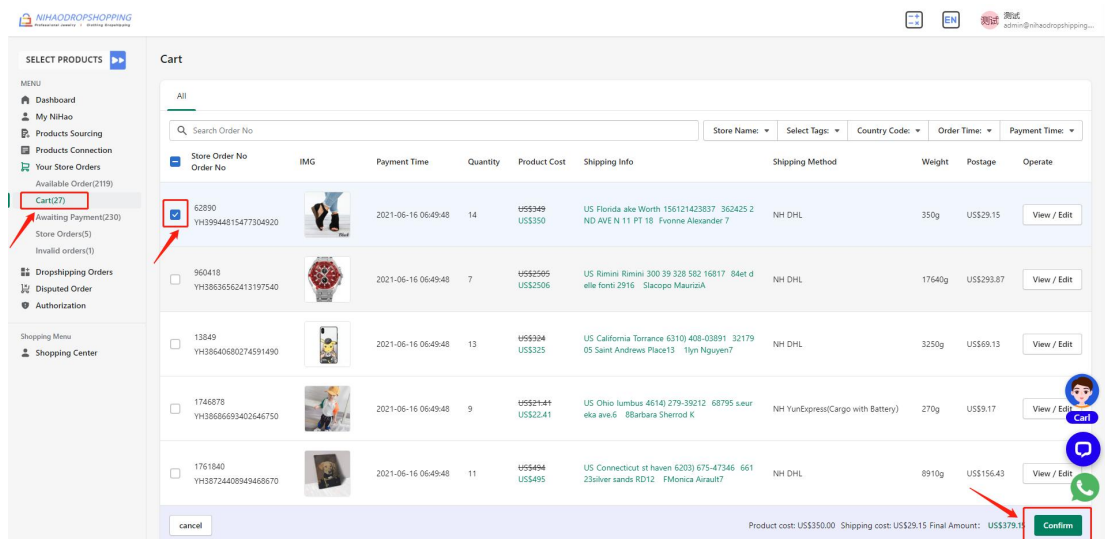 NIHAODROPSHOPPING
Professional Jewelry + Clothing Dropshipping
EN
测试
测试
admin@nihaodropshipping...
SELECT PRODUCTS
MENU
Dashboard
My NiHao
Products Sourcing
Products Connection
Your Store Orders
Available Order(2119)
Cart(27)
Awaiting Payment(230)
Store Orders(5)
Invalid orders(1)
Dropshipping Orders
Disputed Order
Authorization
Shopping Menu
Shopping Center
Cart
All
Search Order No
Store Name:
Select Tags:
Country Code:
Order Time:
Payment Time:
Store Order No
Order No
IMG
Payment Time
Quantity
Product Cost
Shipping Info
Shipping Method
Weight
Postage
Operate
62890
YH39944815477304920
2021-06-16 06:49:48
14
US$349
US$350
US Florida ake Worth 156121423837 362425 2
ND AVE N 11 PT 18 Fvonne Alexander 7
NH DHL
350g
US$29.15
View / Edit
960418
YH38636562413197540
2021-06-16 06:49:48
7
US$2505
US$2506
US Rimini Rimini 300 39 328 582 16817 84et d
elle fonti 2916 Slacopo MauriziA
NH DHL
17640g
US$293.87
View / Edit
13849
YH38640680274591490
2021-06-16 06:49:48
13
US$324
US$325
US California Torrance 6310) 408-03891 32179
05 Saint Andrews Place13 1lyn Nguyen7
NH DHL
3250g
US$69.13
View / Edit
1746878
YH38686693402646750
2021-06-16 06:49:48
9
US$21.41
US$22.41
US Ohio lumbus 4614) 279-39212 68795 s.eur
eka ave.6 8Barbara Sherrod K
NH YunExpress(Cargo with Battery)
270g
US$9.17
View / Edit
Carl
1761840
YH38724408949468670
2021-06-16 06:49:48
11
US$494
US$495
US Connecticut st haven 6203) 675-47346 661
23silver sands RD12 FMonica Airault7
NH DHL
8910g
US$156.43
View / Edit
cancel
Product cost: US$350.00 Shipping cost: US$29.15 Final Amount: US$379.15
Confirm